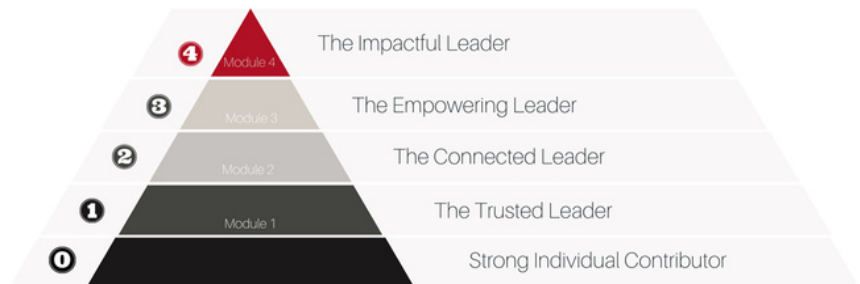 4 Module 4 The Impactful Leader
3 Module 3 The Empowering Leader
2 Module 2 The Connected Leader
1 Module 1 The Trusted Leader
0 Strong Individual Contributor